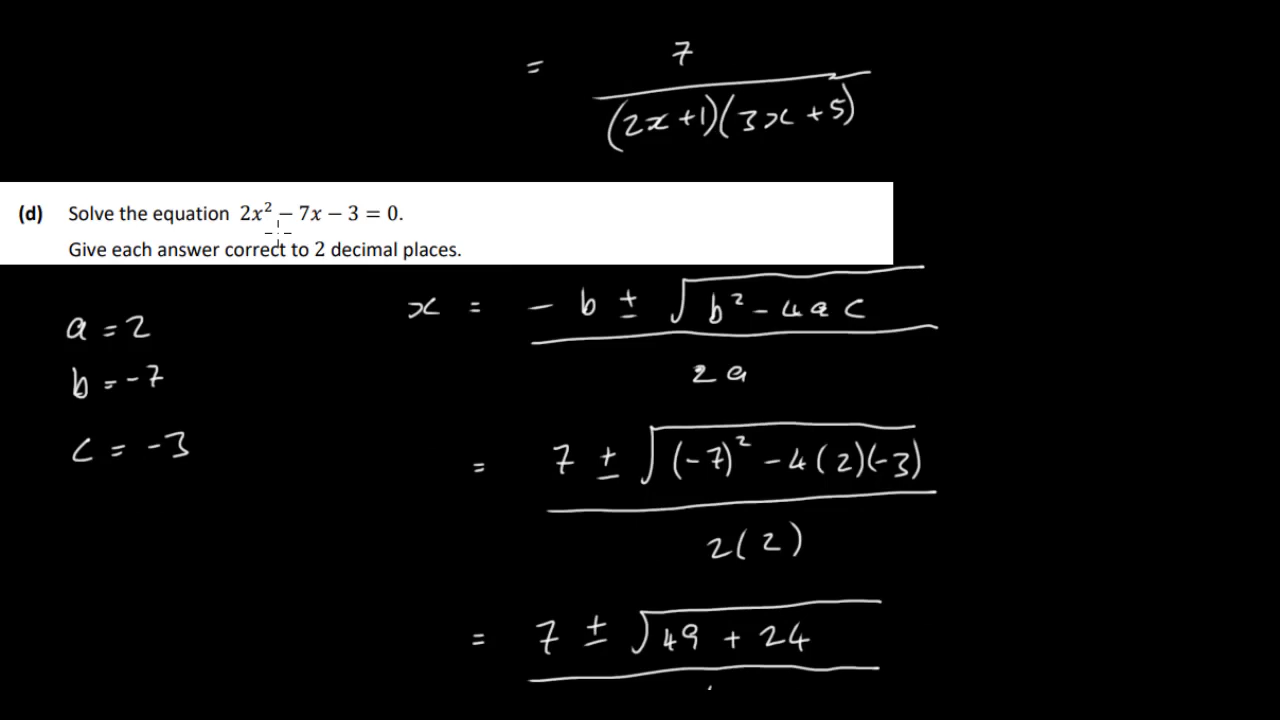 = 7
(2x+1)(3x+5)
(d) Solve the equation 2x² − 7x − 3 = 0.
Give each answer correct to 2 decimal places.
a = 2
b = -7
c = -3
x = - b ± √b² - 4ac
2a
= 7 ± √(-7)² - 4(2)(-3)
2(2)
= 7 ± √49 + 24